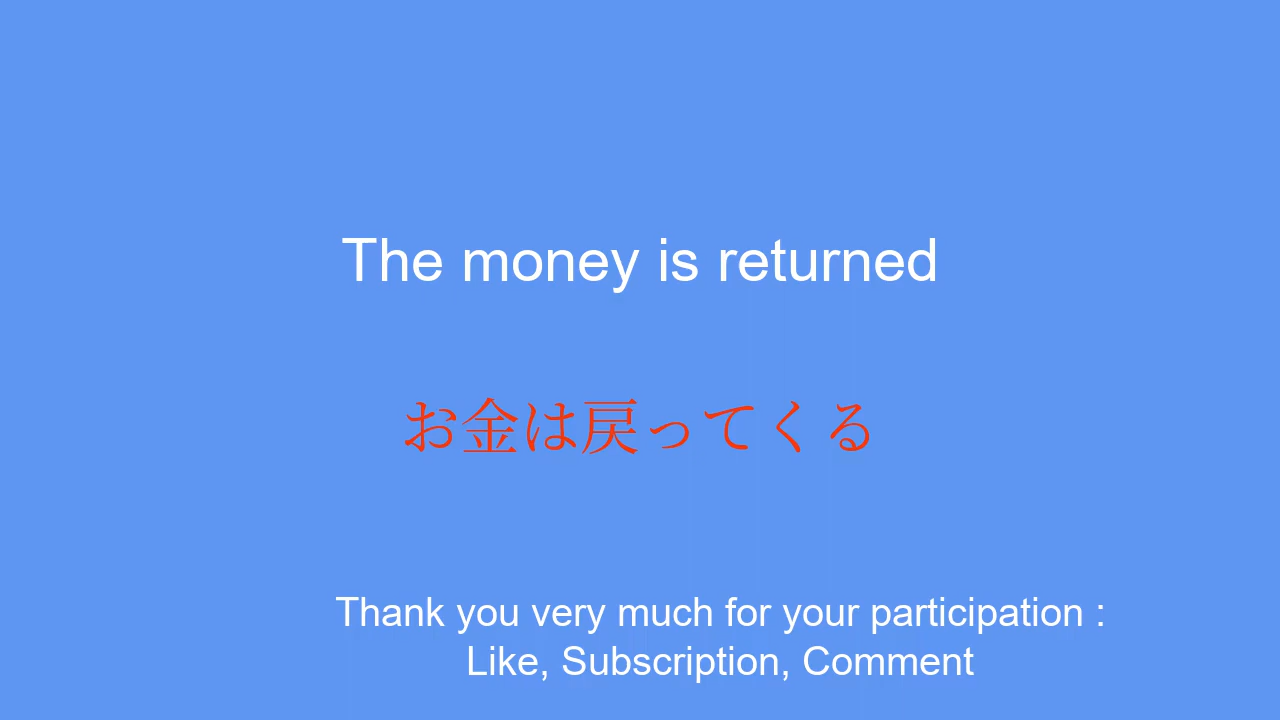 The money is returned
お金は戻ってくる
Thank you very much for your participation :
Like, Subscription, Comment